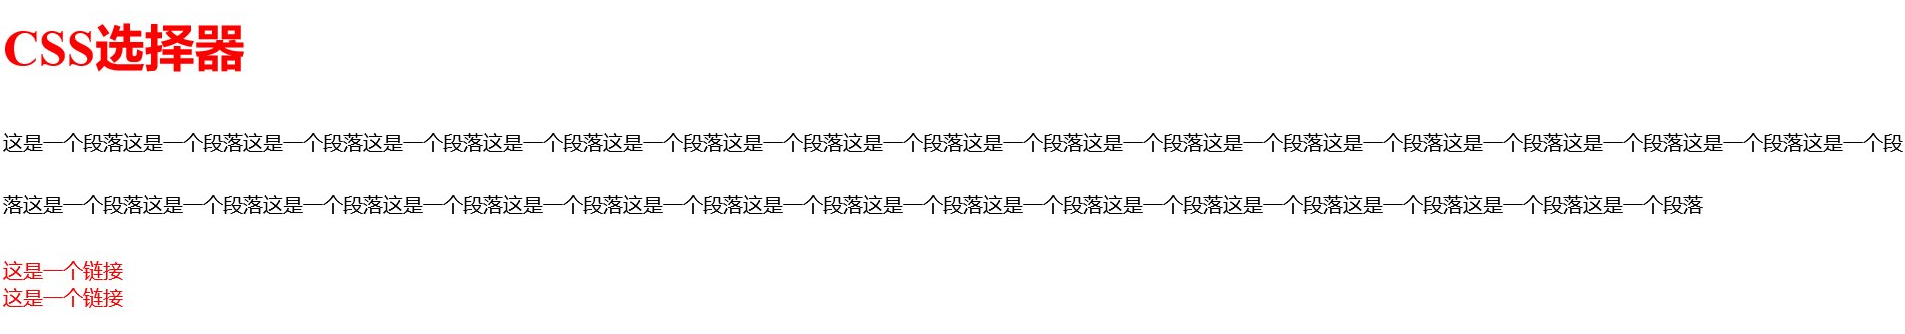 CSS选择器
这是一个段落这是一个段落这是一个段落这是一个段落这是一个段落这是一个段落这是一个段落这是一个段落这是一个段落这是一个段落这是一个段落这是一个段落这是一个段落这是一个段落这是一个段落这是一个段
落这是一个段落这是一个段落这是一个段落这是一个段落这是一个段落这是一个段落这是一个段落这是一个段落这是一个段落这是一个段落这是一个段落这是一个段落这是一个段落这是一个段落
这是一个链接
这是一个链接